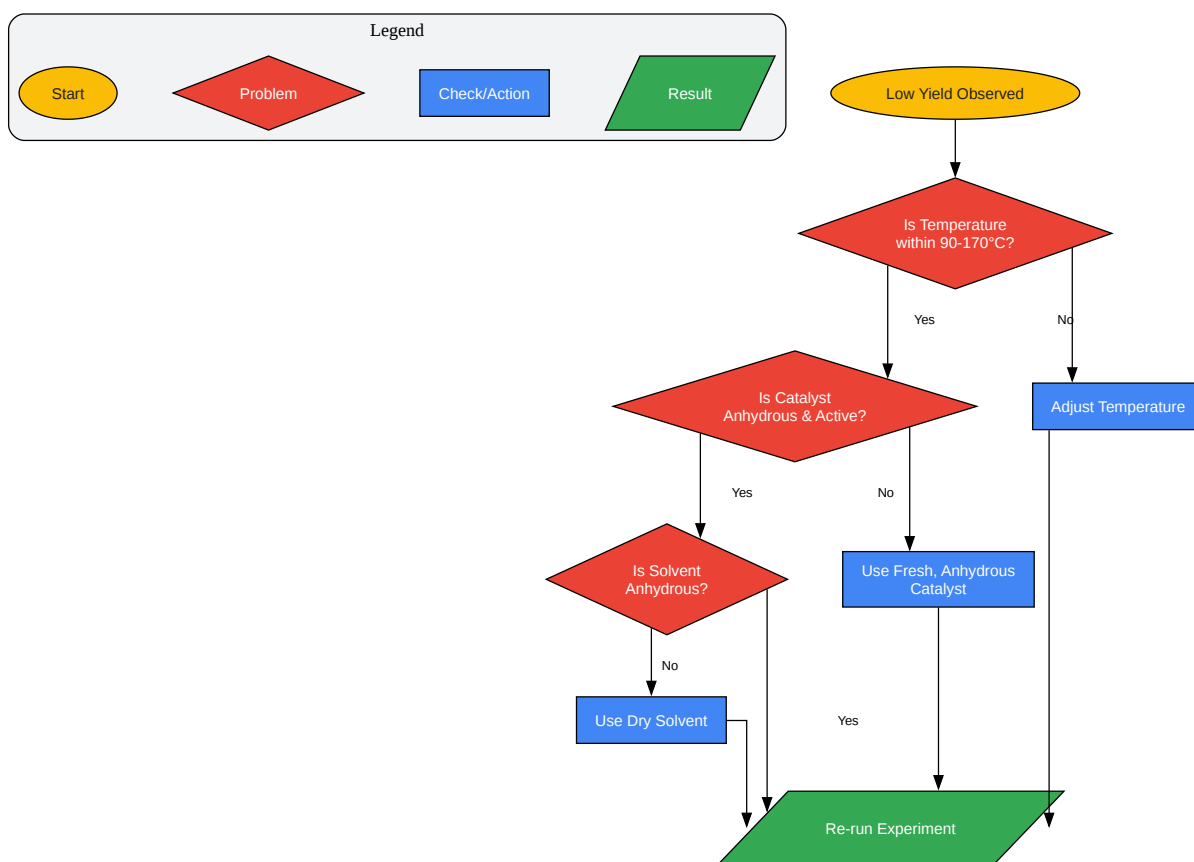 Legend
Start
Problem
Check/Action
Result
Low Yield Observed
Is Temperature
within 90-170°C?
Yes
No
Is Catalyst
Anhydrous & Active?
Adjust Temperature
Yes
No
Is Solvent
Anhydrous?
Use Fresh, Anhydrous
Catalyst
No
Use Dry Solvent
Yes
Re-run Experiment